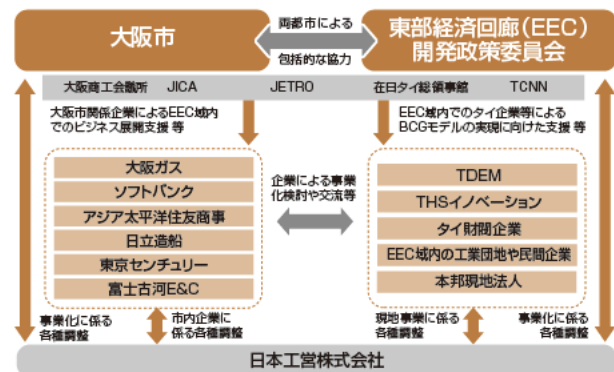 大阪市
両都市による
包括的な協力
東部経済回廊(EEC)
開発政策委員会
大阪商工会議所 JICA JETRO 在日タイ総領事館 TCNN
大阪市関係企業によるEEC域内
でのビジネス展開支援 等
EEC域内でのタイ企業等による
BCGモデルの実現に向けた支援 等
大阪ガス
ソフトバンク
アジア太平洋住友商事
日立造船
東京センチュリー
富士古河E&C
企業による事業
化検討や交流等
TDEM
THSイノベーション
タイ財閥企業
EEC域内の工業団地や民間企業
本邦現地法人
事業化に係る
各種調整
市内企業に
係る各種調整
現地事業に係る
各種調整
事業化に係る
各種調整
日本工営株式会社